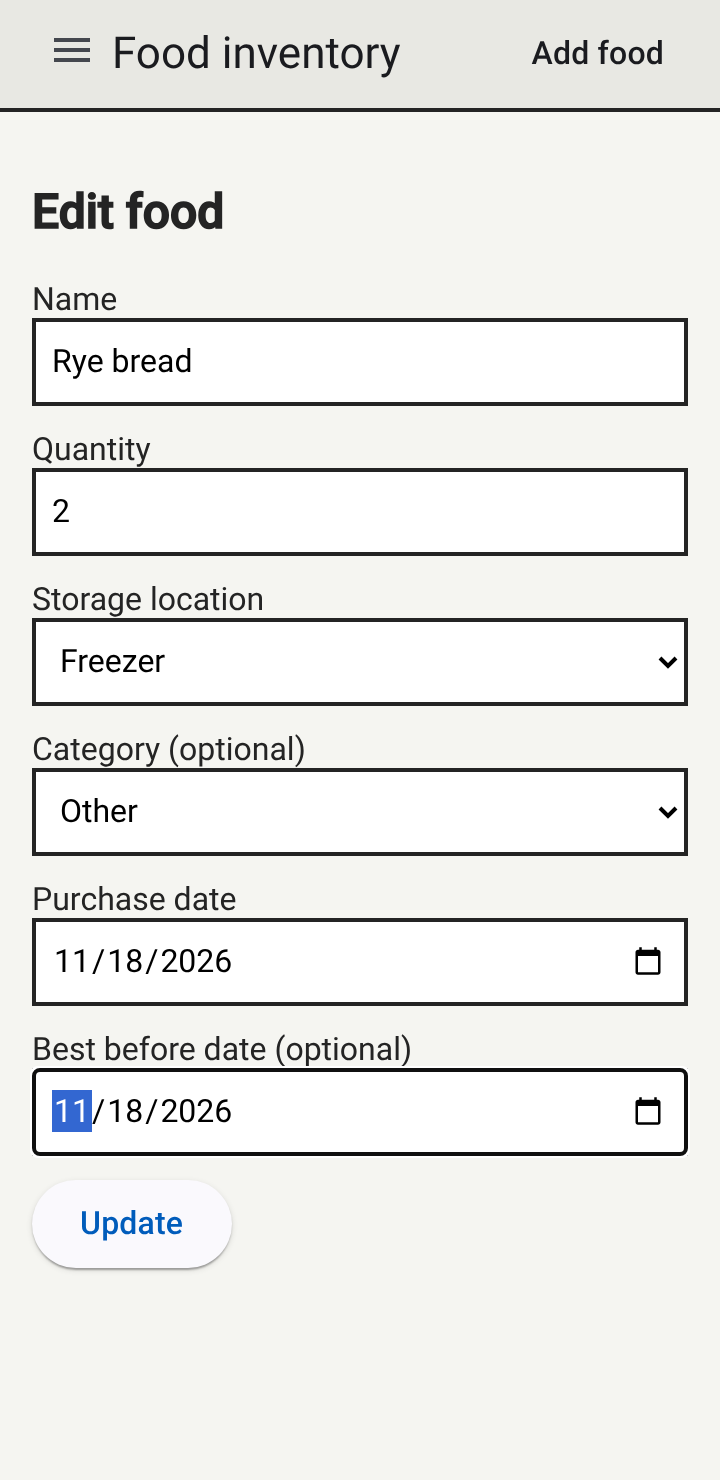 Food inventory
Add food
Edit food
Name
Rye bread
Quantity
2
Storage location
Freezer
Category (optional)
Other
Purchase date
11/18/2026
Best before date (optional)
11/18/2026
Update